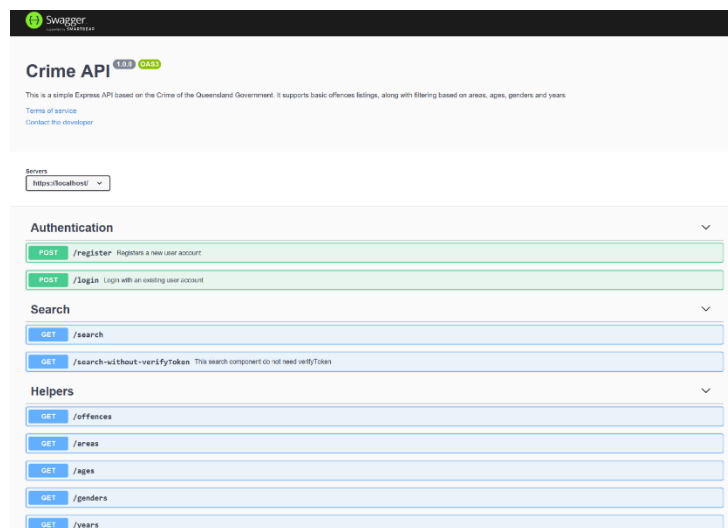 Swagger.
Supported by SMARTBEAR
Crime API 1.0.0 OAS3
This is a simple Express API based on the Crime of the Queensland Government. It supports basic offences listings, along with filtering based on areas, ages, genders and years
Terms of service
Contact the developer
Servers
https://localhost/
Authentication
POST /register Registers a new user account
POST /login Login with an existing user account
Search
GET /search
GET /search-without-verifyToken This search component do not need verifyToken
Helpers
GET /offences
GET /areas
GET /ages
GET /genders
GET /years